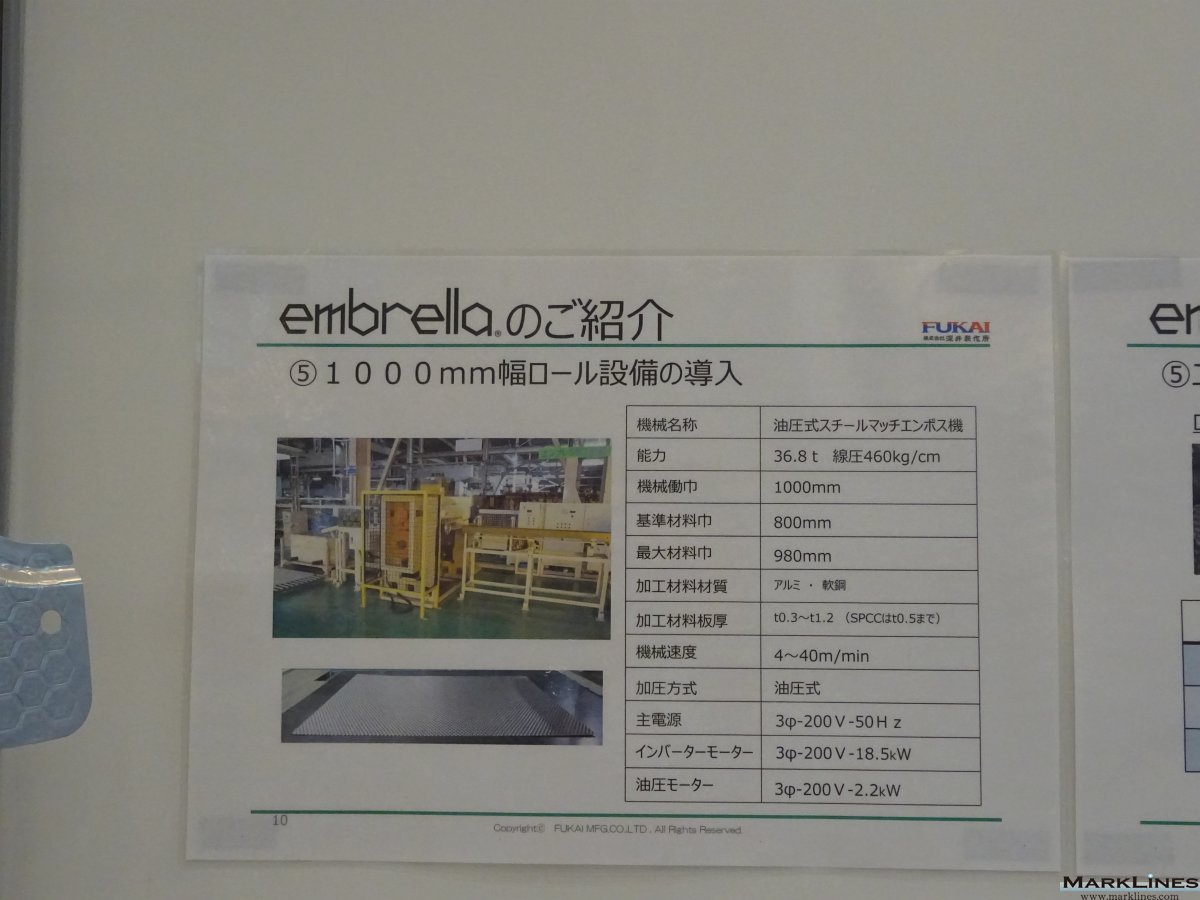 embrella®のご紹介
FUKAI
株式会社 深井製作所
⑤1000mm幅ロール設備の導入
機械名称 油圧式スチールマッチエンボス機
能力 36.8ｔ 線圧460kg/cm
機械働巾 1000mm
基準材料巾 800mm
最大材料巾 980mm
加工材料材質 アルミ ・ 軟鋼
加工材料板厚 t0.3～t1.2 （SPCCはt0.5まで）
機械速度 4～40m/min
加圧方式 油圧式
主電源 3φ-200Ｖ-50Ｈｚ
インバーターモーター 3φ-200Ｖ-18.5kW
油圧モーター 3φ-200Ｖ-2.2kW
10
Copyright© FUKAI MFG.CO.,LTD . All Rights Reserved.
⑤
MARKLINES
www.marklines.com